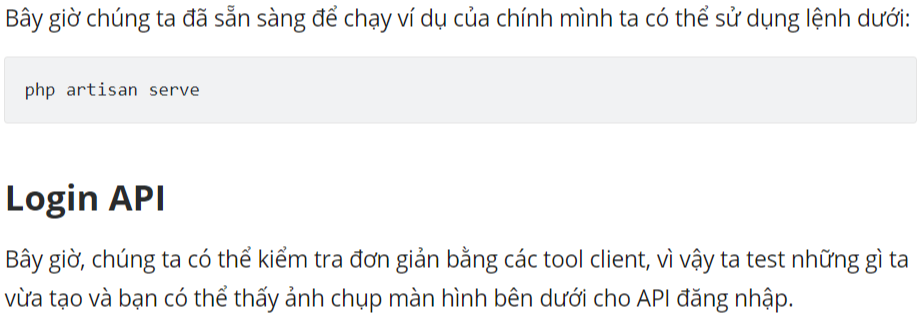 Bây giờ chúng ta đã sẵn sàng để chạy ví dụ của chính mình ta có thể sử dụng lệnh dưới:
php artisan serve
Login API
Bây giờ, chúng ta có thể kiểm tra đơn giản bằng các tool client, vì vậy ta test những gì ta
vừa tạo và bạn có thể thấy ảnh chụp màn hình bên dưới cho API đăng nhập.